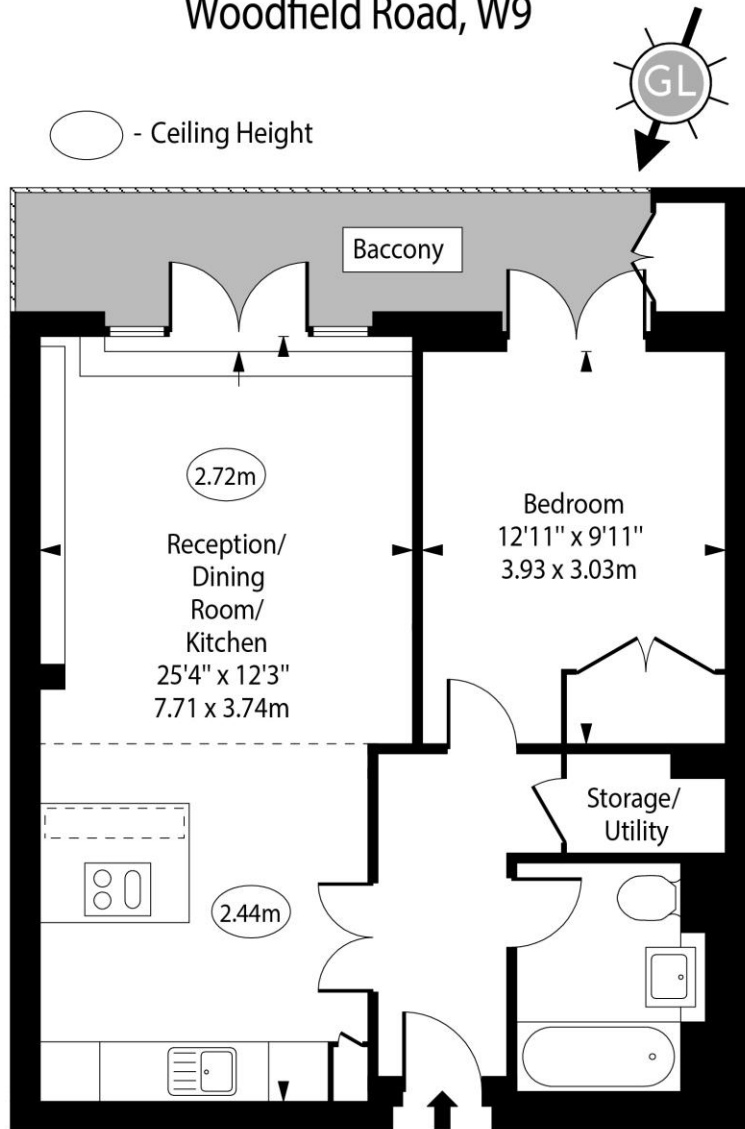 Woodfield Road, W9
GL
- Ceiling Height
Baccony
2.72m
Reception/
Dining
Room/
Kitchen
25'4" x 12'3"
7.71 x 3.74m
Bedroom
12'11" x 9'11"
3.93 x 3.03m
Storage/
Utility
2.44m